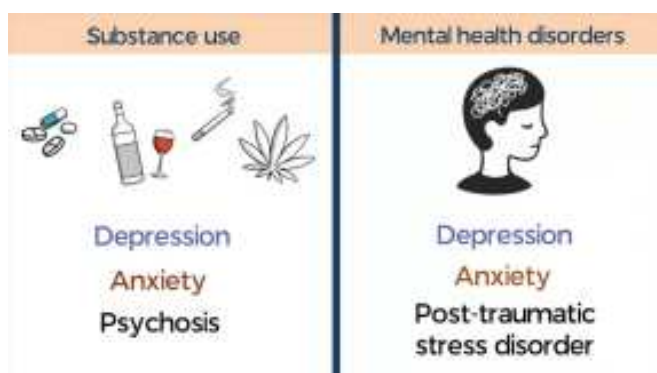 Substance use
Depression
Anxiety
Psychosis
Mental health disorders
Depression
Anxiety
Post-traumatic
stress disorder